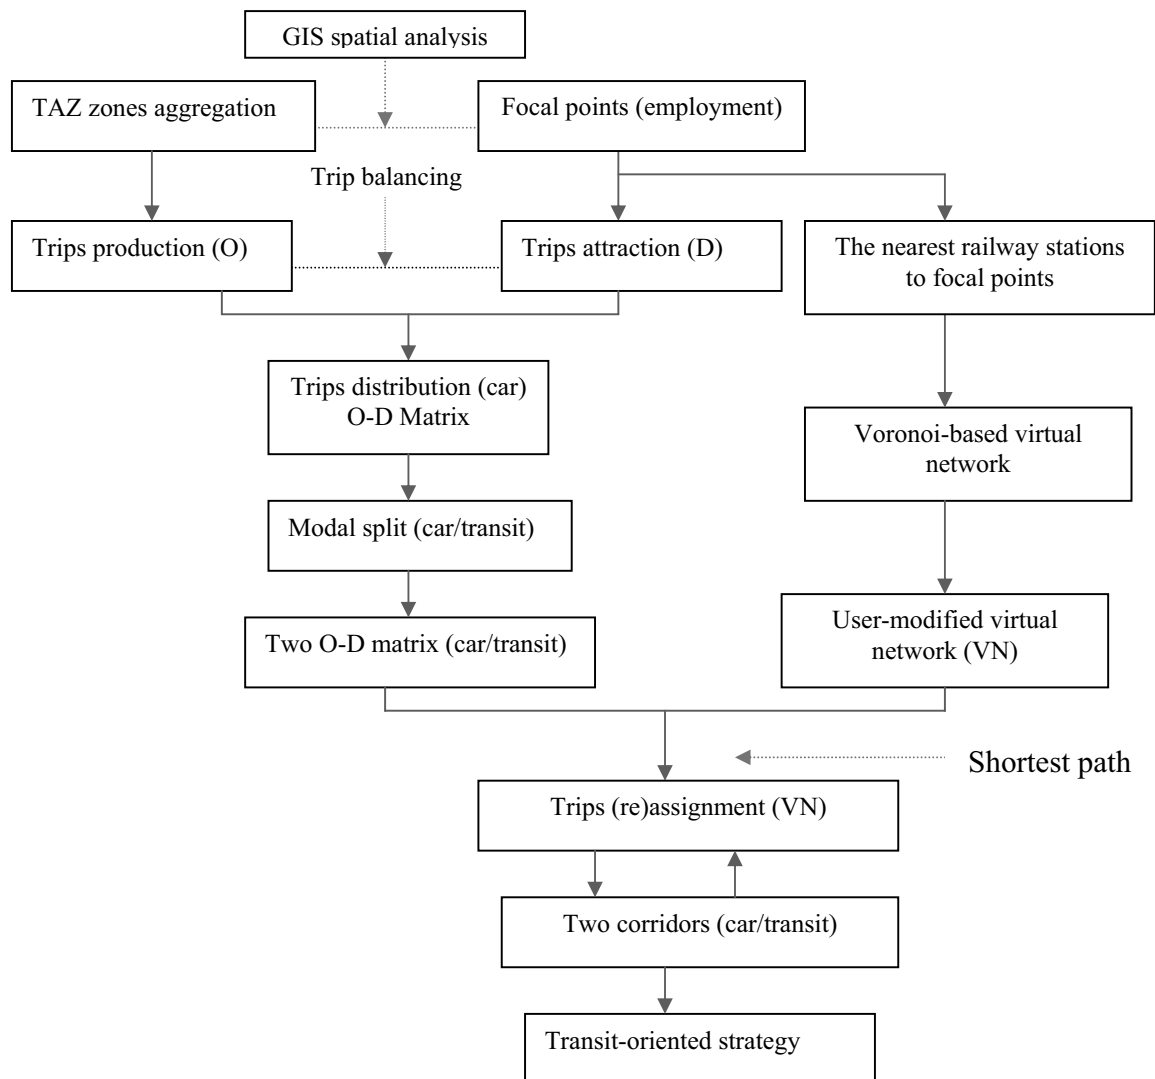 GIS spatial analysis
TAZ zones aggregation
Focal points (employment)
Trip balancing
Trips production (O)
Trips attraction (D)
The nearest railway stations
to focal points
Trips distribution (car)
O-D Matrix
Voronoi-based virtual
network
Modal split (car/transit)
User-modified virtual
network (VN)
Two O-D matrix (car/transit)
Shortest path
Trips (re)assignment (VN)
Two corridors (car/transit)
Transit-oriented strategy